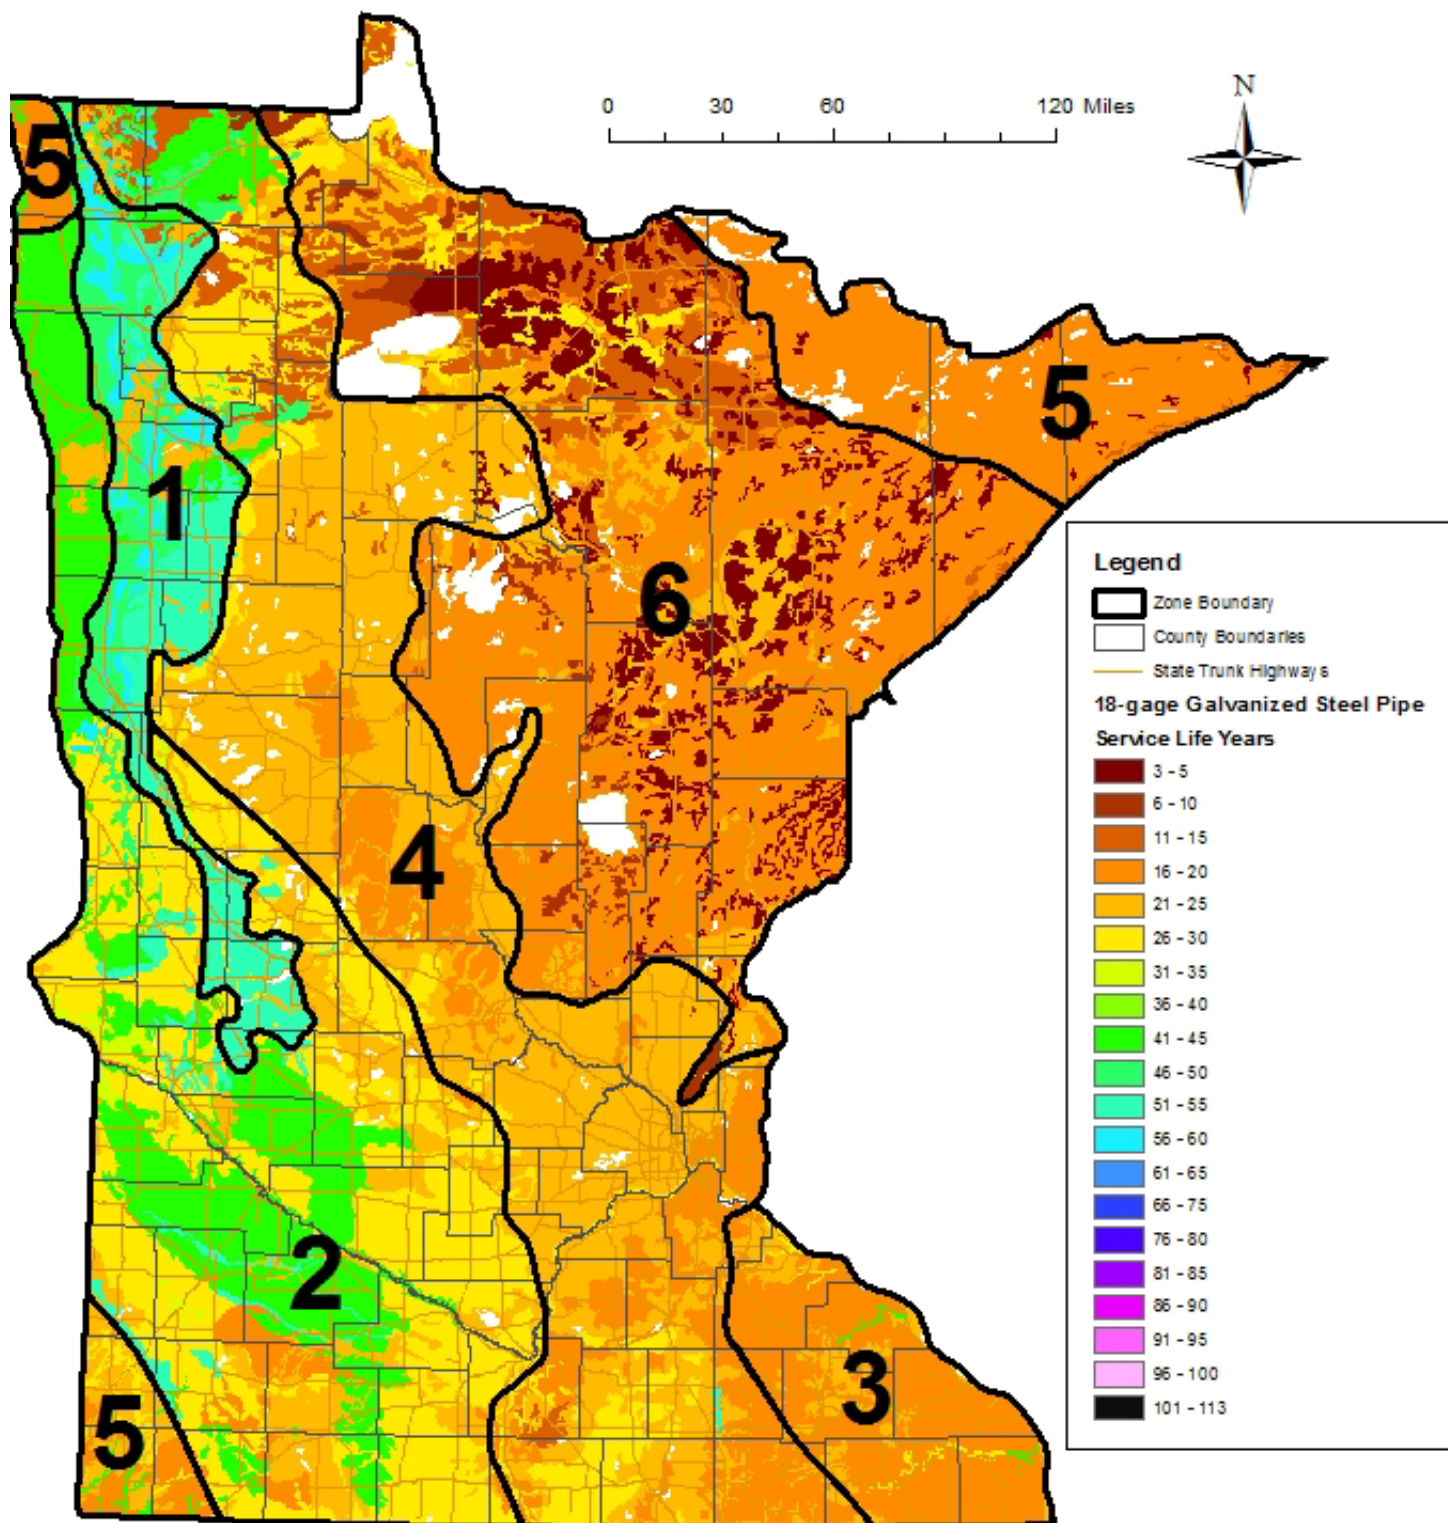 N
0 30 60 120 Miles
5
5
1
6
4
2
3
5
Legend
Zone Boundary
County Boundaries
State Trunk Highways
18-gage Galvanized Steel Pipe
Service Life Years
3 - 5
6 - 10
11 - 15
16 - 20
21 - 25
26 - 30
31 - 35
36 - 40
41 - 45
46 - 50
51 - 55
56 - 60
61 - 65
66 - 75
76 - 80
81 - 85
86 - 90
91 - 95
96 - 100
101 - 113